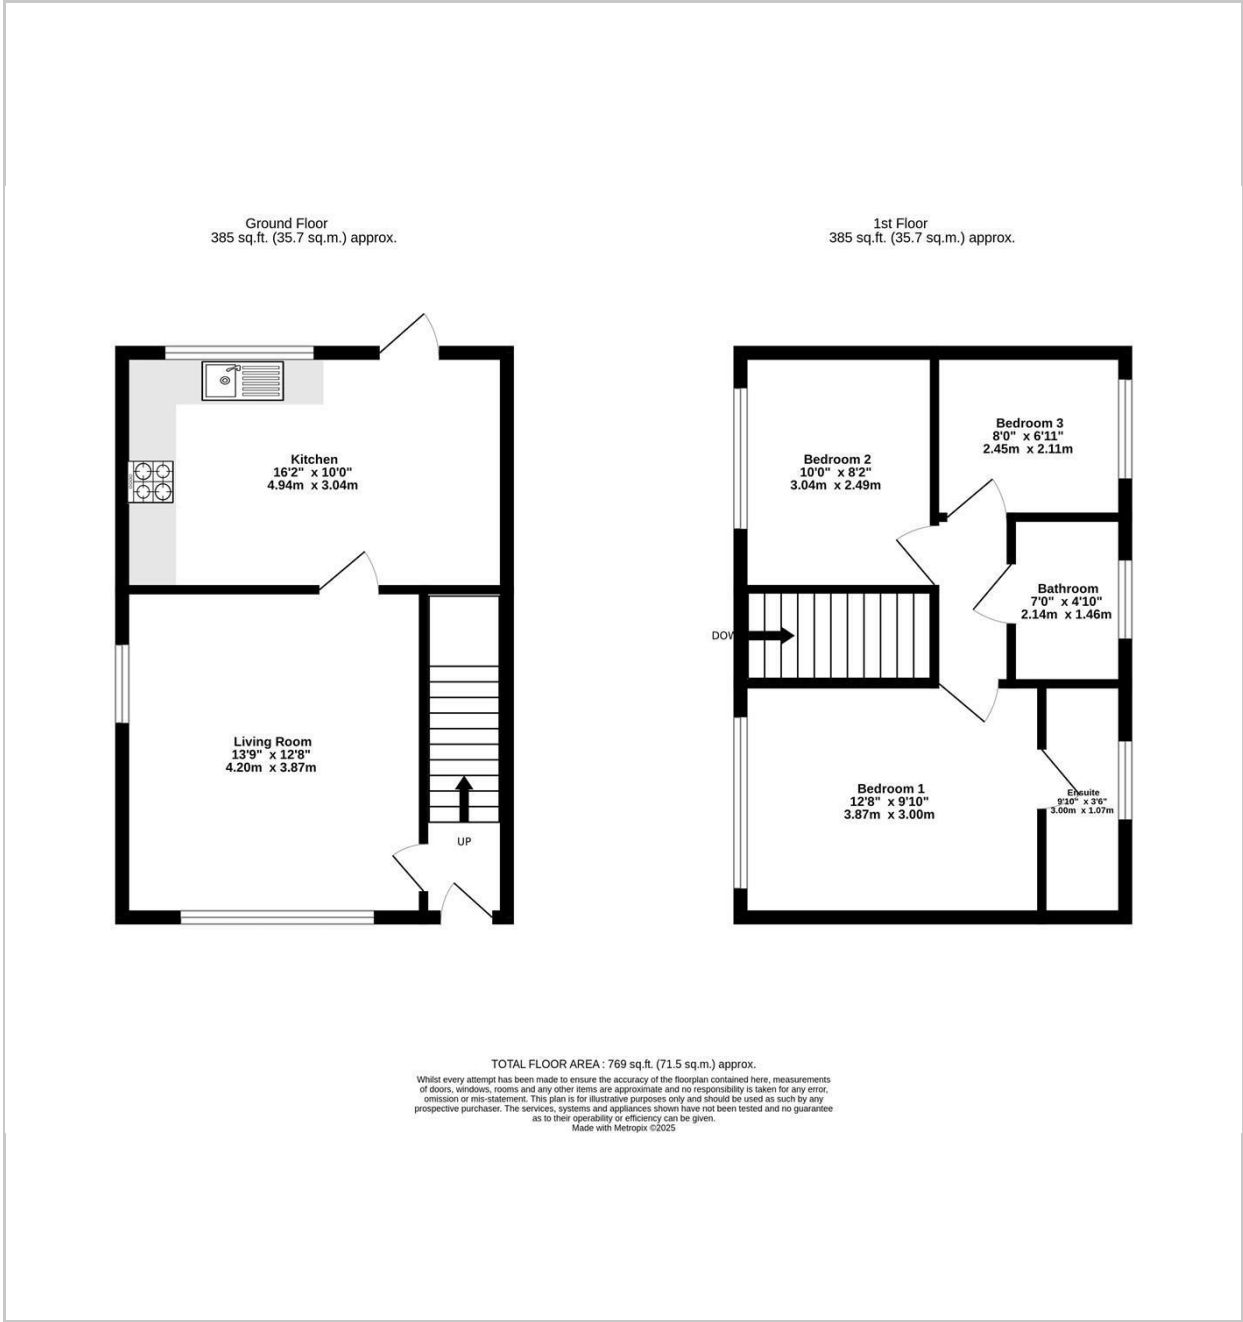 Ground Floor
385 sq.ft. (35.7 sq.m.) approx.
1st Floor
385 sq.ft. (35.7 sq.m.) approx.
Kitchen
16'2" x 10'0"
4.94m x 3.04m
Living Room
13'9" x 12'8"
4.20m x 3.87m
UP
Bedroom 3
8'0" x 6'11"
2.45m x 2.11m
Bedroom 2
10'0" x 8'2"
3.04m x 2.49m
Bathroom
7'0" x 4'10"
2.14m x 1.46m
DOW
Bedroom 1
12'8" x 9'10"
3.87m x 3.00m
Ensuite
9'10" x 3'6"
3.00m x 1.07m
TOTAL FLOOR AREA : 769 sq.ft. (71.5 sq.m.) approx.
Whilst every attempt has been made to ensure the accuracy of the floorplan contained here, measurements
of doors, windows, rooms and any other items are approximate and no responsibility is taken for any error,
omission or mis-statement. This plan is for illustrative purposes only and should be used as such by any
prospective purchaser. The services, systems and appliances shown have not been tested and no guarantee
as to their operability or efficiency can be given.
Made with Metropix ©2025